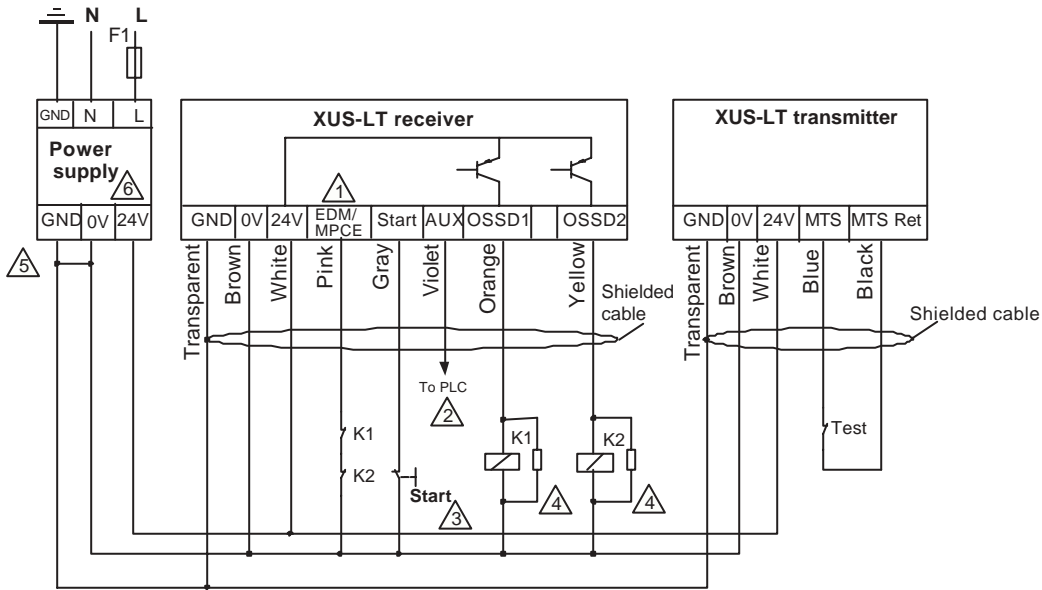 N L
F1
GND N L
Power
supply
6
GND 0V 24V
5
XUS-LT receiver
1
GND 0V 24V EDM/
MPCE Start AUX OSSD1 OSSD2
Transparent
Brown
White
Pink
Gray
Violet
Orange
Yellow
Shielded
cable
To PLC
2
K1
K2
Start
3
K1
4
K2
4
XUS-LT transmitter
GND 0V 24V MTS MTS Ret
Transparent
Brown
White
Blue
Black
Shielded cable
Test